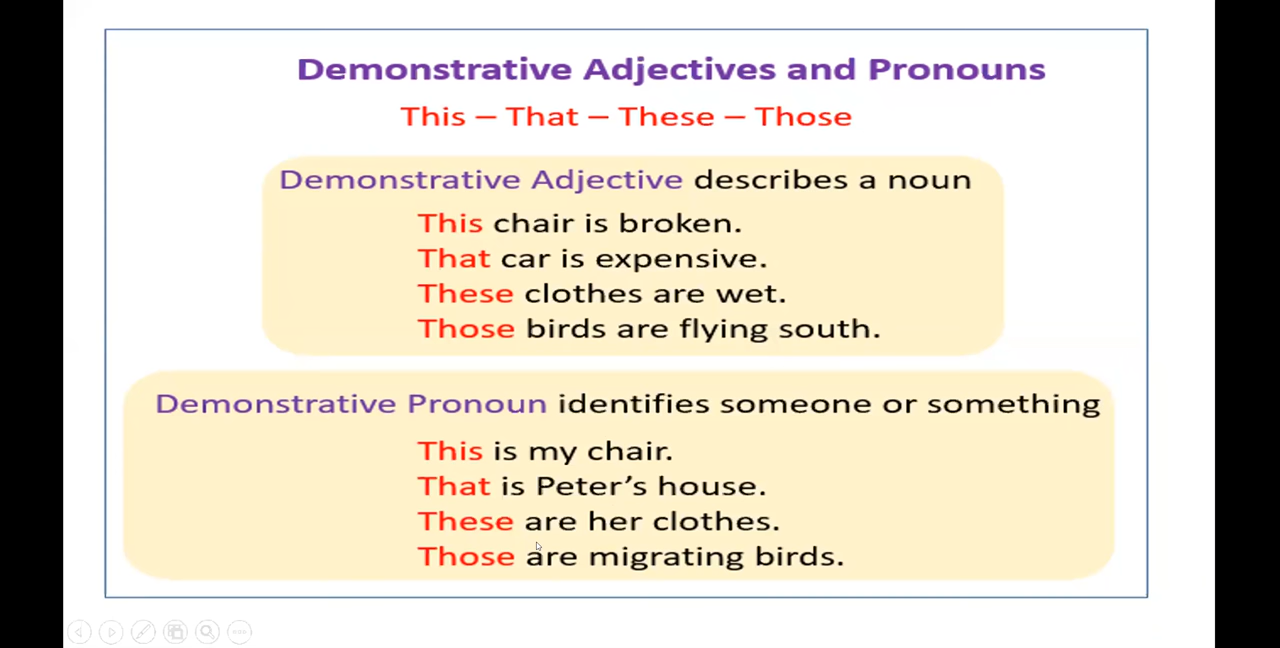 Demonstrative Adjectives and Pronouns
This – That – These – Those
Demonstrative Adjective describes a noun
This chair is broken.
That car is expensive.
These clothes are wet.
Those birds are flying south.
Demonstrative Pronoun identifies someone or something
This is my chair.
That is Peter’s house.
These are her clothes.
Those are migrating birds.